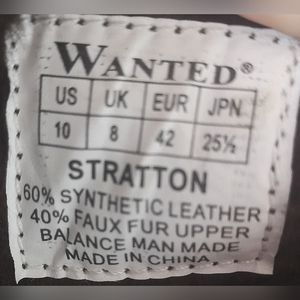 WANTED®
US UK EUR JPN
10 8 42 25½
STRATTON
60% SYNTHETIC LEATHER
40% FAUX FUR UPPER
BALANCE MAN MADE
MADE IN CHINA